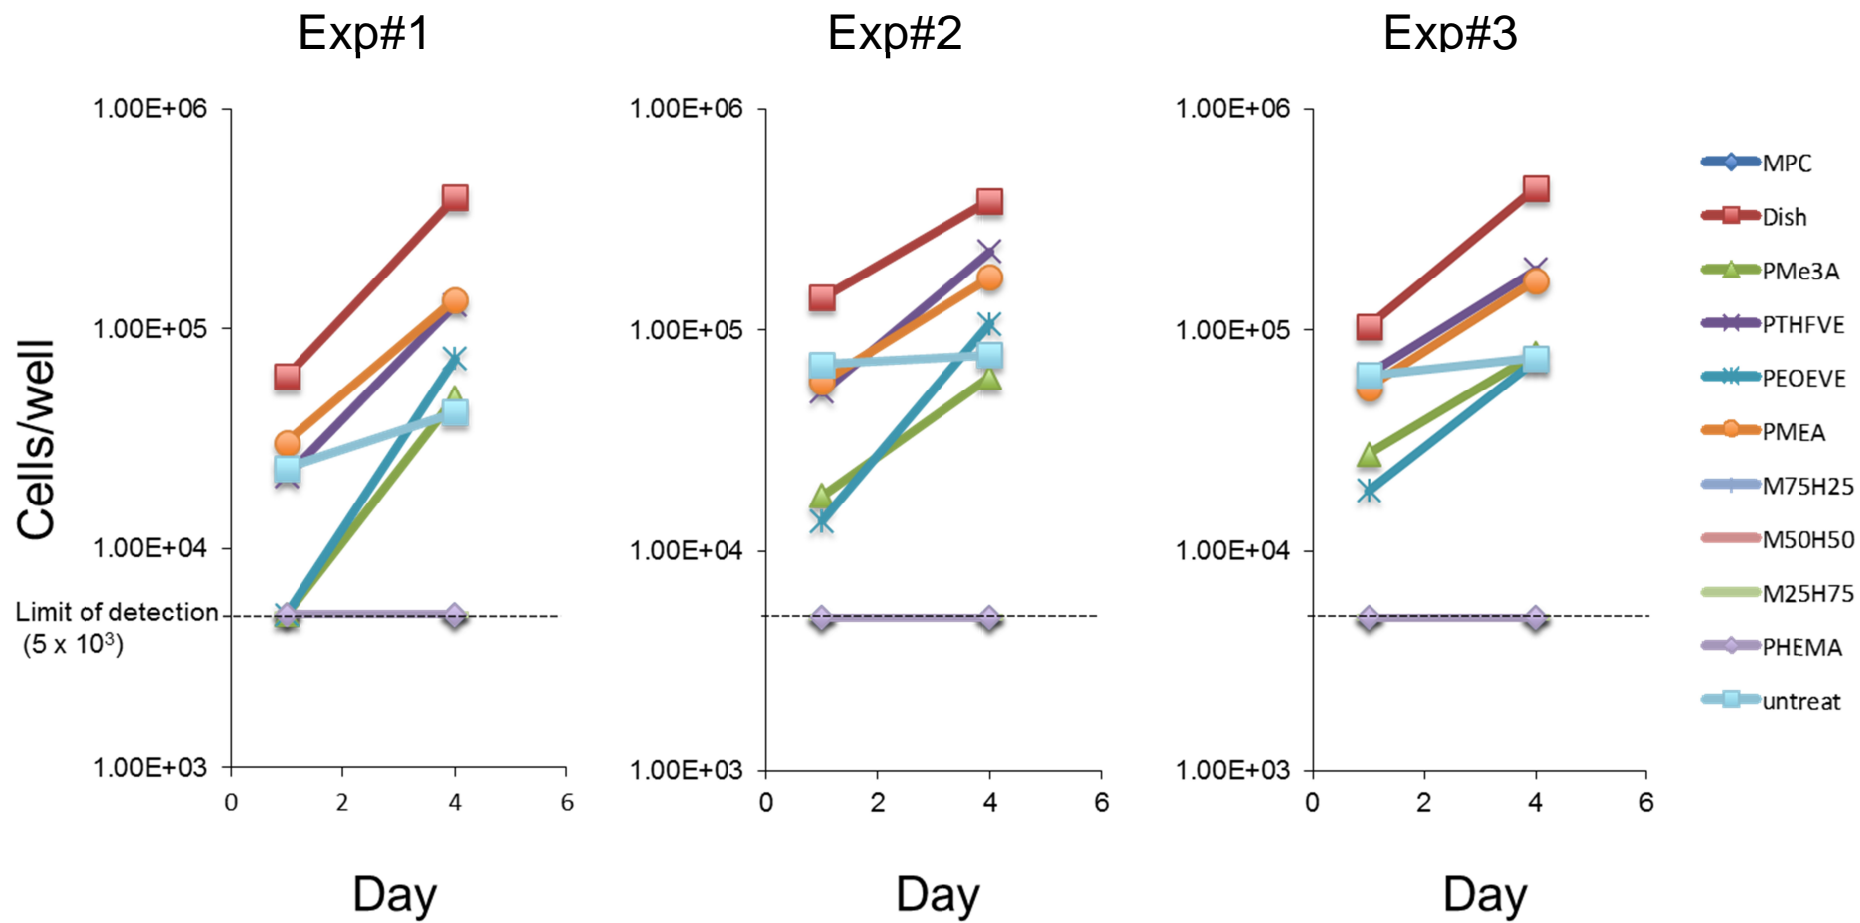 Exp#1
Exp#2
Exp#3
Cells/well
1.00E+06
1.00E+05
1.00E+04
Limit of detection
(5 x 10³)
1.00E+03
0 2 4 6
Day
1.00E+06
1.00E+05
1.00E+04
1.00E+03
0 2 4 6
Day
1.00E+06
1.00E+05
1.00E+04
1.00E+03
0 2 4 6
Day
MPC
Dish
PMe3A
PTHFVE
PEOEVE
PMEA
M75H25
M50H50
M25H75
PHEMA
untreat